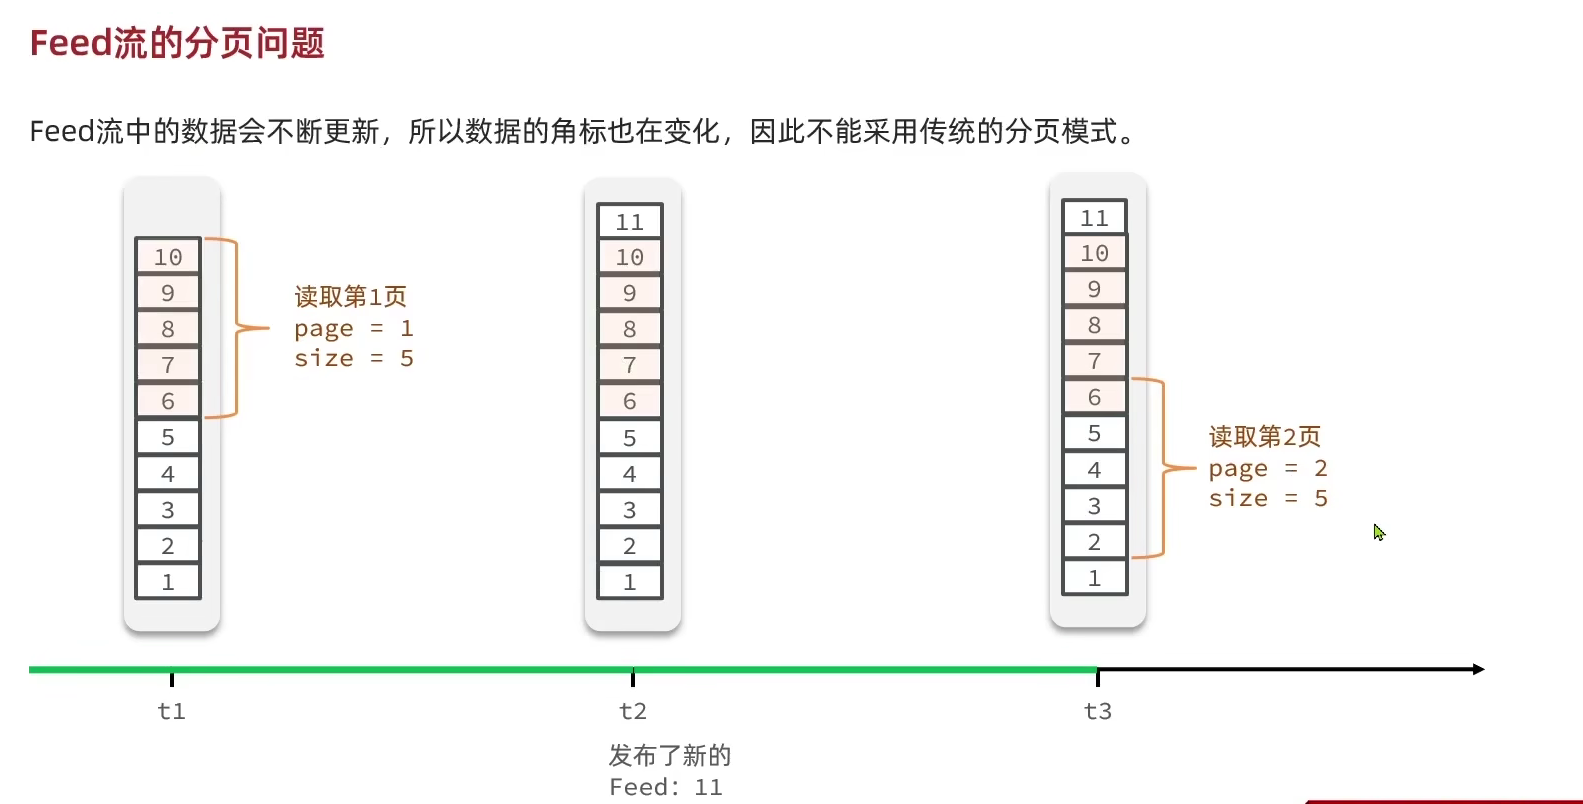 Feed流的分页问题
Feed流中的数据会不断更新，所以数据的角标也在变化，因此不能采用传统的分页模式。
10
9
8
7
6
5
4
3
2
1
读取第1页
page = 1
size = 5
11
10
9
8
7
6
5
4
3
2
1
11
10
9
8
7
6
5
4
3
2
1
读取第2页
page = 2
size = 5
t1
t2
t3
发布了新的
Feed：11